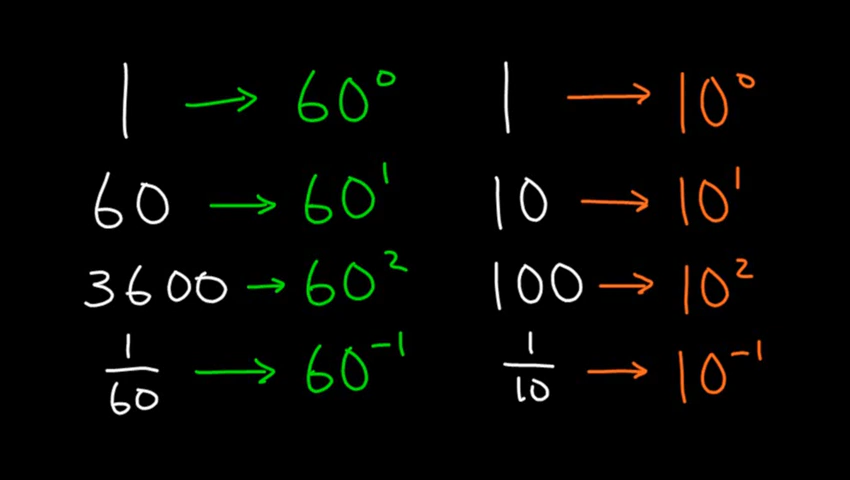 1 → 60⁰ 1 → 10⁰
60 → 60¹ 10 → 10¹
3600 → 60² 100 → 10²
1/60 → 60⁻¹ 1/10 → 10⁻¹